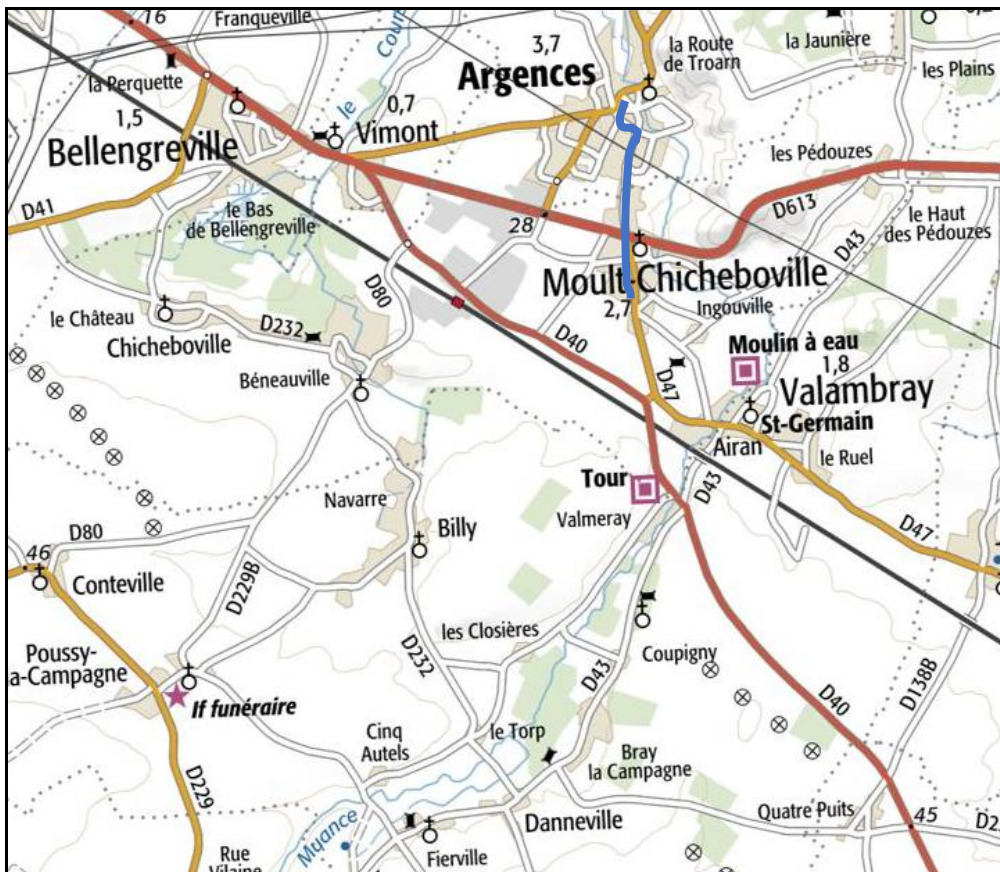 16
Franqueville
Cour
3,7
la Route
de Troarn
la Jaunière
les Plains
la Perquette
Argences
1,5
le
0,7
Vimont
Bellengreville
les Pédouzes
D41
le Bas
de Bellengreville
28
D613
D43
le Haut
des Pédouzes
D80
Moult-Chicheboville
2,7
Ingouville
le Château
D232
Chicheboville
D40
Moulin à eau
1,8
Béneauville
D47
Valambray
St-Germain
Airan
le Ruel
Tour
D43
Navarre
Valmeray
Billy
D47
D80
46
Conteville
D229B
les Closières
Poussy-
a-Campagne
D232
Coupigny
D138B
D43
D40
If funéraire
Cinq
Autels
le Torp
Bray
la Campagne
D229
Quatre Puits
45
Danneville
D2
Muance
Rue
Vilaine
Fierville